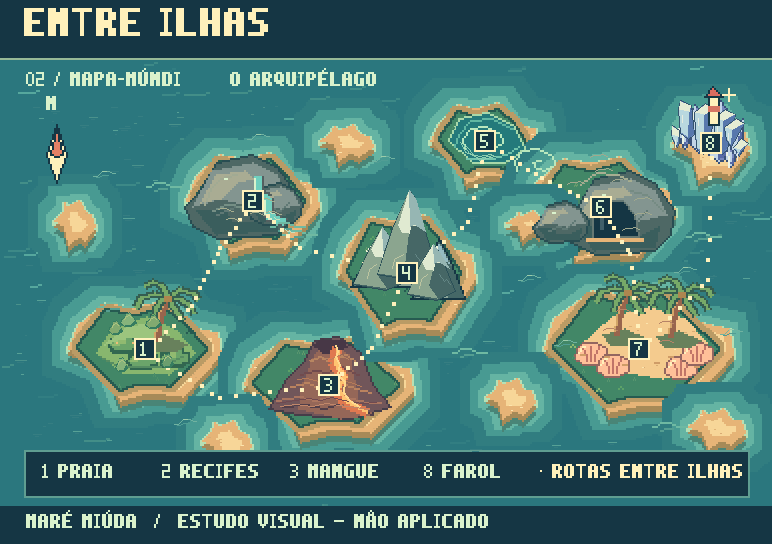 ENTRE ILHAS
02 / MAPA-MÚNDI O ARQUIPÉLAGO
N
5
8
2
6
4
1
7
3
1 PRAIA 2 RECIFES 3 MANGUE 8 FAROL · ROTAS ENTRE ILHAS
MARÉ MIÚDA / ESTUDO VISUAL — NÃO APLICADO